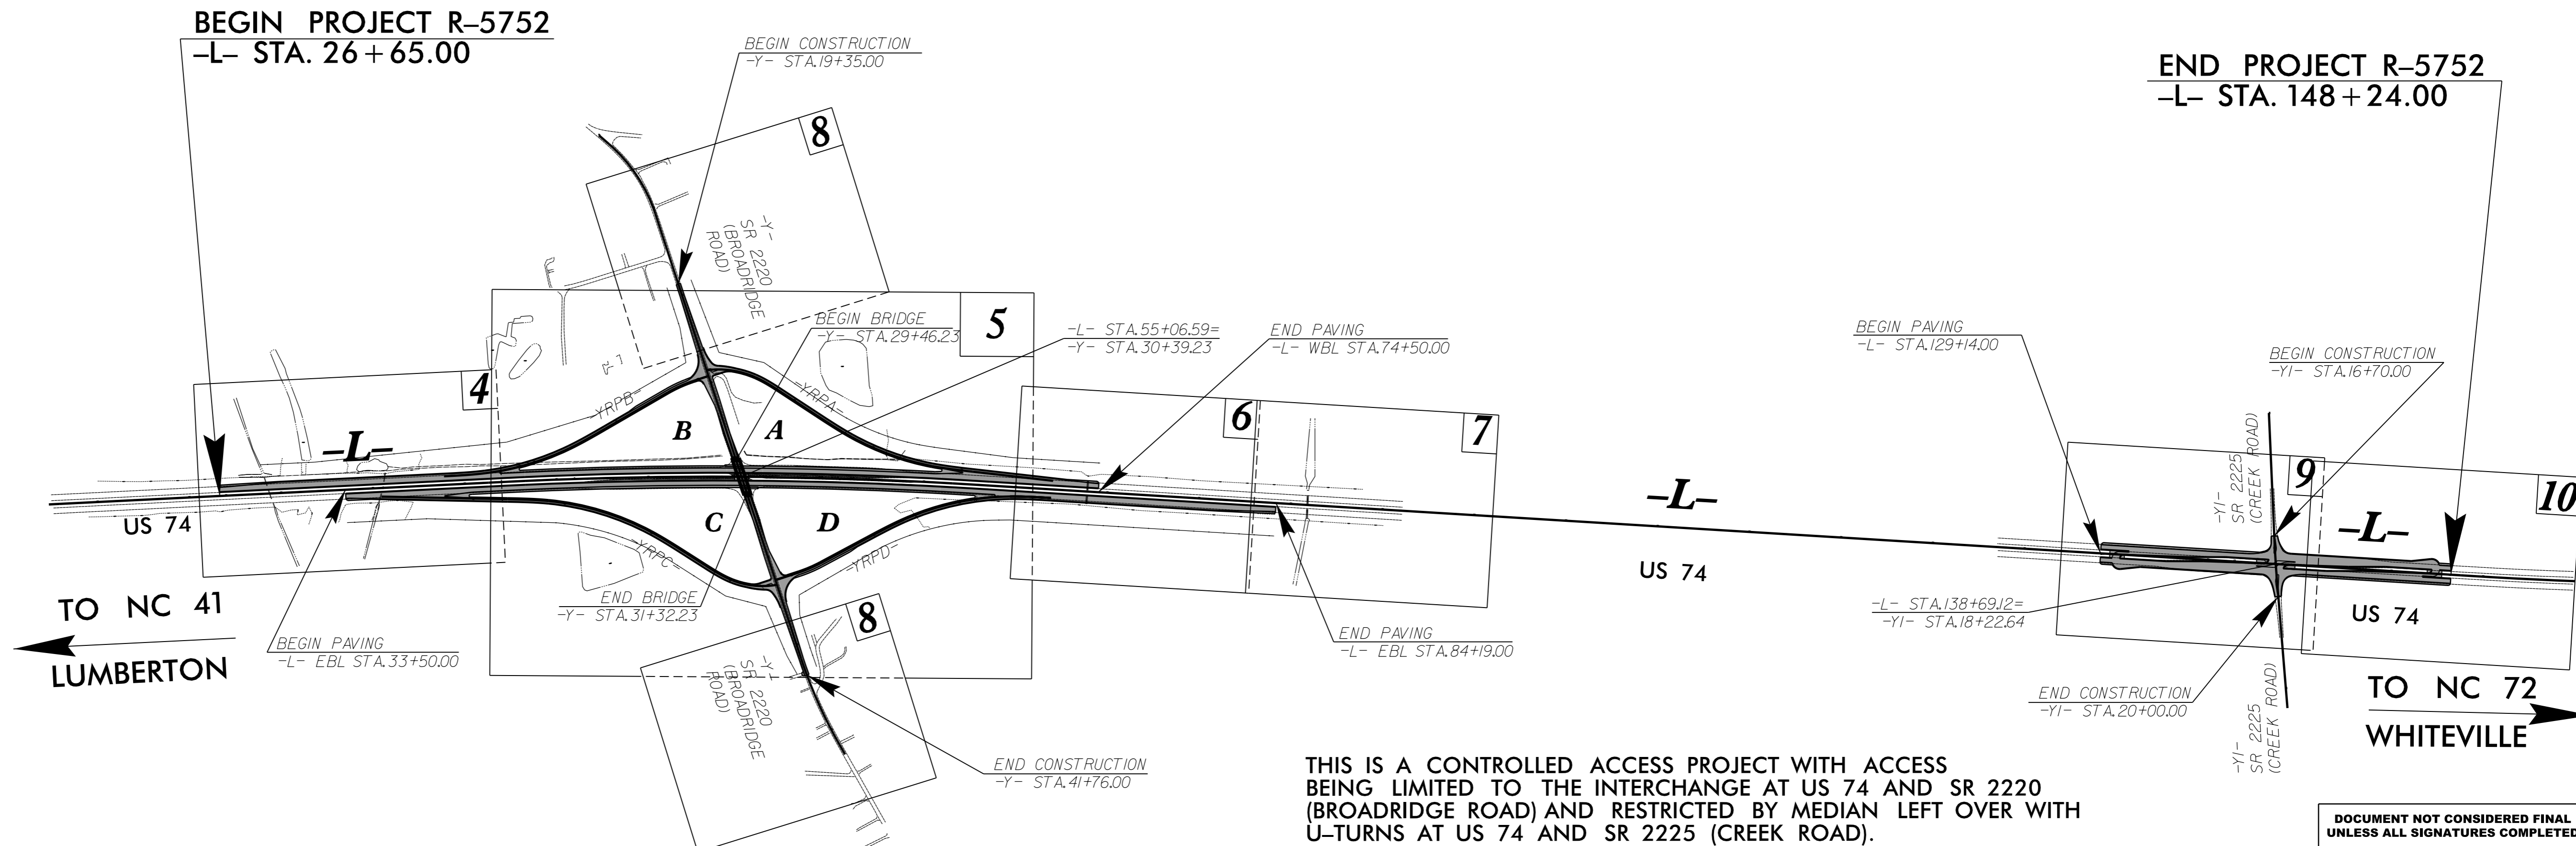 BEGIN PROJECT R–5752
–L– STA. 26+65.00
BEGIN CONSTRUCTION
-Y- STA.19+35.00
END PROJECT R–5752
–L– STA. 148+24.00
8
-Y-
SR 2220
(BROADRIDGE
ROAD)
BEGIN BRIDGE
-Y- STA.29+46.23
5
-L- STA.55+06.59=
-Y- STA.30+39.23
END PAVING
-L- WBL STA.74+50.00
BEGIN PAVING
-L- STA.129+14.00
BEGIN CONSTRUCTION
-Y1- STA.16+70.00
4
-YRPB-
-YRPA-
6
7
B
A
–L–
-Y1-
SR 2225
(CREEK ROAD)
9
10
–L–
–L–
US 74
C
D
-YRPC-
-YRPD-
US 74
US 74
TO NC 41
LUMBERTON
BEGIN PAVING
-L- EBL STA.33+50.00
END BRIDGE
-Y- STA.31+32.23
8
END PAVING
-L- EBL STA.84+19.00
-L- STA.138+69.12=
-Y1- STA.18+22.64
END CONSTRUCTION
-Y1- STA.20+00.00
-Y1-
SR 2225
(CREEK ROAD)
TO NC 72
WHITEVILLE
-Y-
SR 2220
(BROADRIDGE
ROAD)
END CONSTRUCTION
-Y- STA.41+76.00
THIS IS A CONTROLLED ACCESS PROJECT WITH ACCESS
BEING LIMITED TO THE INTERCHANGE AT US 74 AND SR 2220
(BROADRIDGE ROAD) AND RESTRICTED BY MEDIAN LEFT OVER WITH
U–TURNS AT US 74 AND SR 2225 (CREEK ROAD).
DOCUMENT NOT CONSIDERED FINAL
UNLESS ALL SIGNATURES COMPLETED